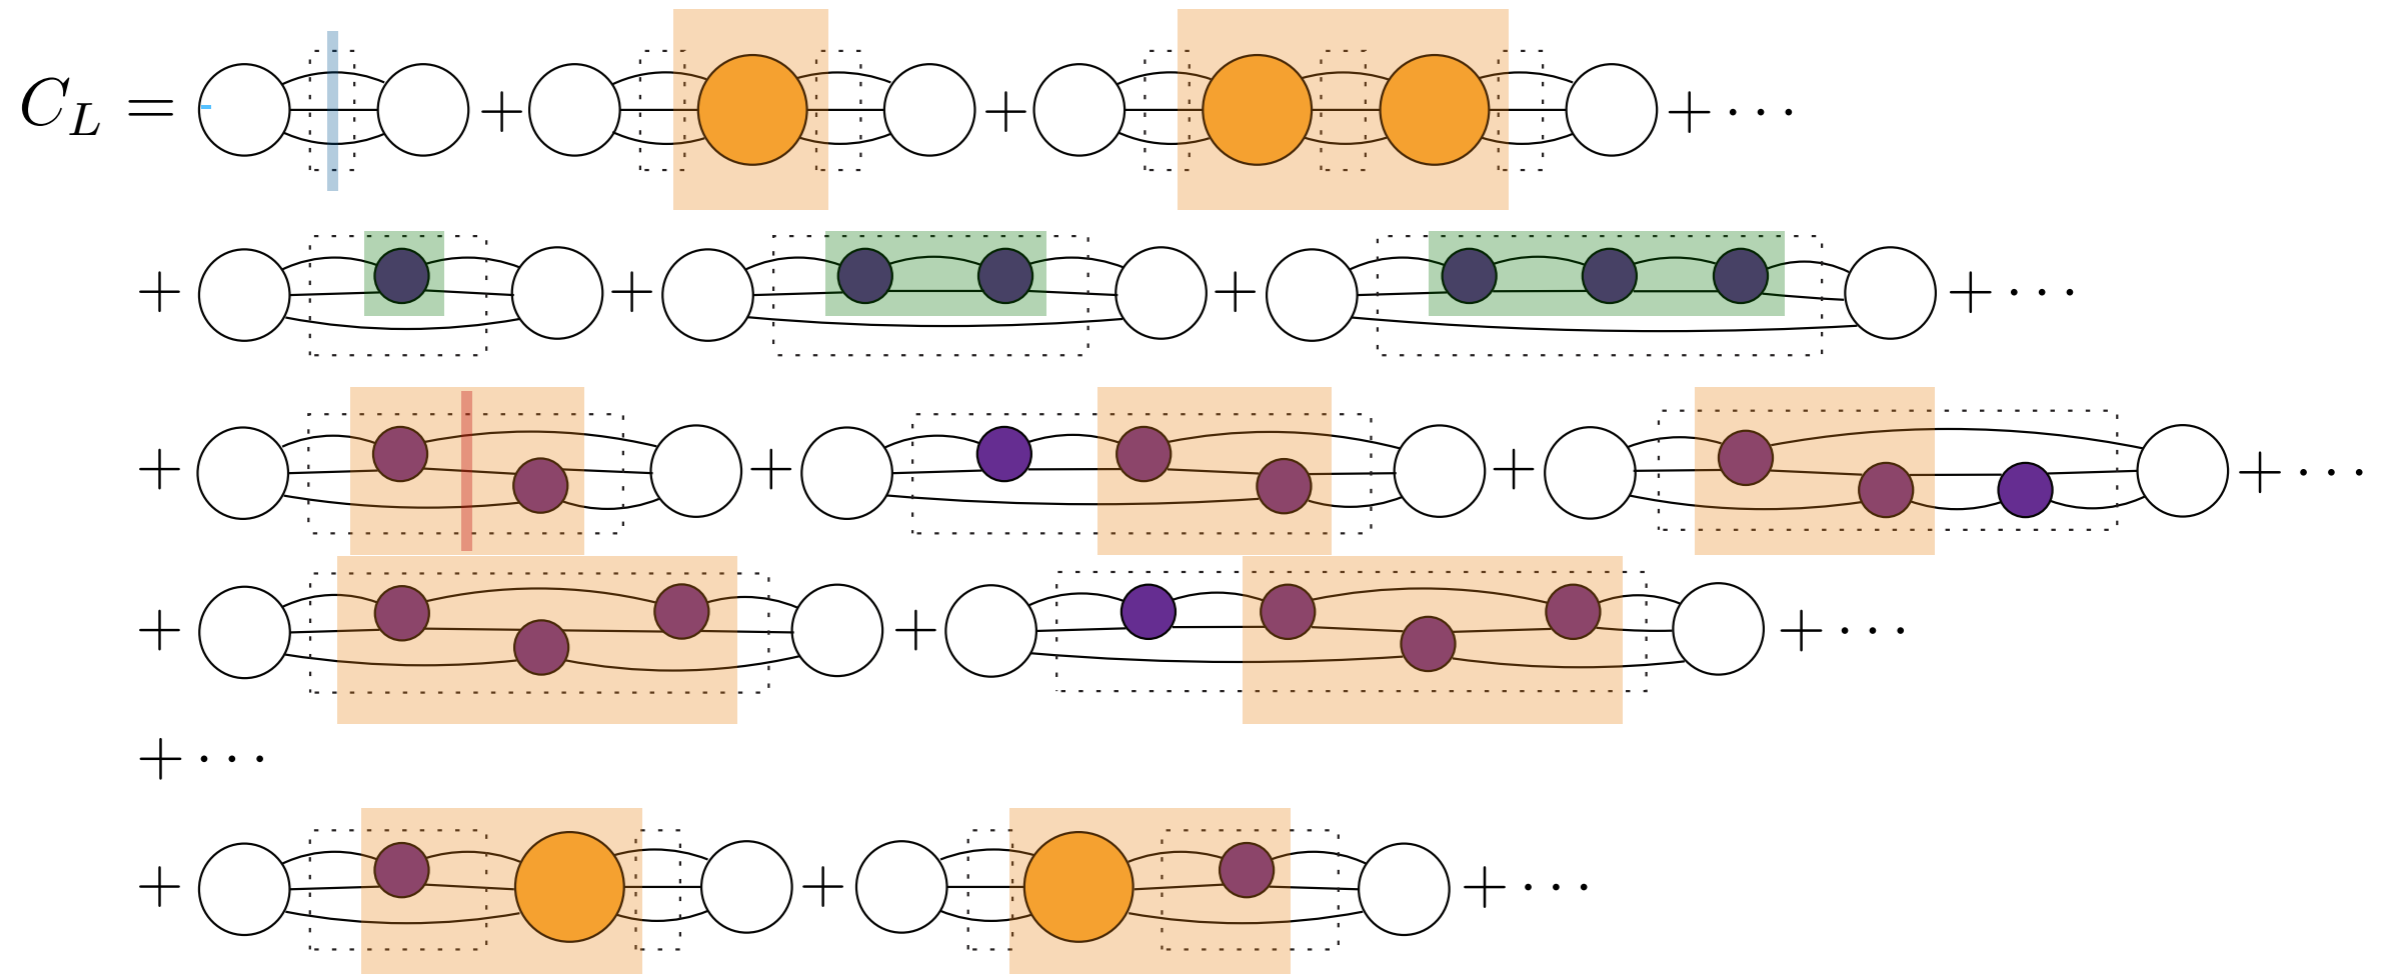 C_L = + + + ⋯
+ + + + ⋯
+ + + + ⋯
+ + + ⋯
+ ⋯
+ + + ⋯